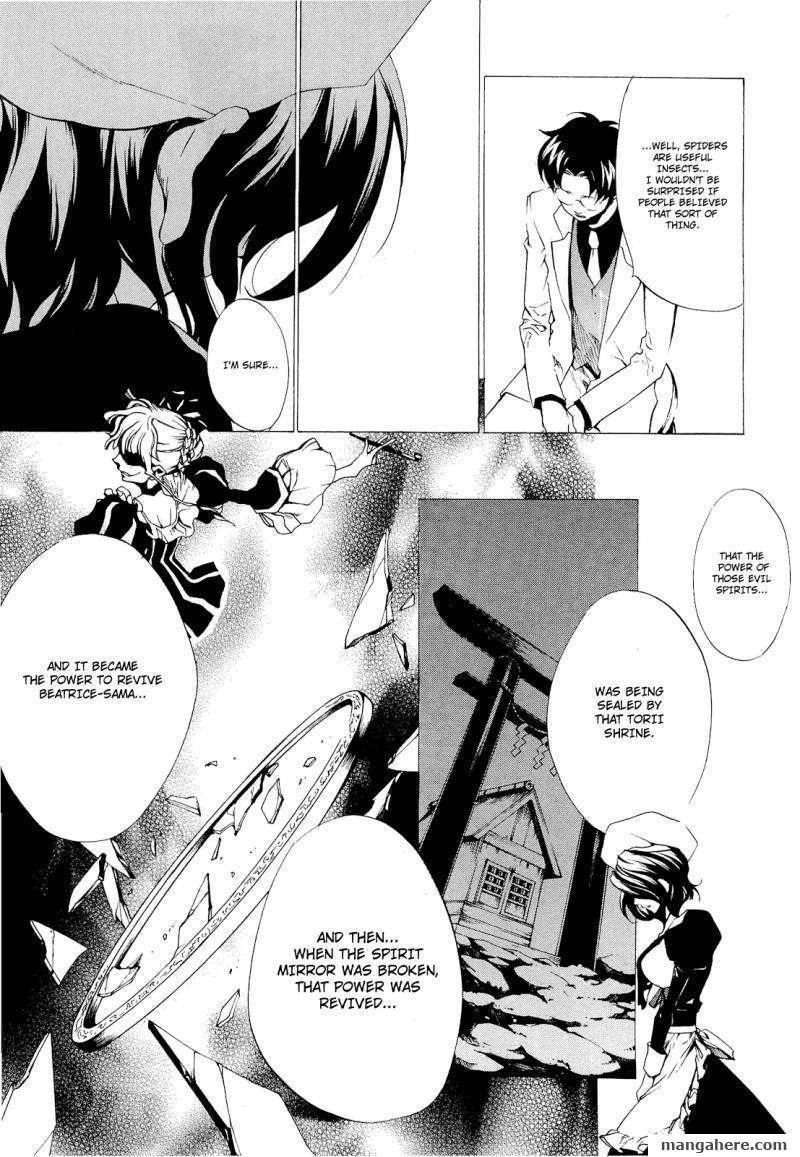 ...WELL, SPIDERS
ARE USEFUL
INSECTS...
I WOULDN'T BE
SURPRISED IF
PEOPLE BELIEVED
THAT SORT OF
THING.
I'M SURE...
THAT THE
POWER OF
THOSE EVIL
SPIRITS...
WAS BEING
SEALED BY
THAT TORII
SHRINE.
AND THEN...
WHEN THE SPIRIT
MIRROR WAS BROKEN,
THAT POWER WAS
REVIVED...
AND IT BECAME
THE POWER TO REVIVE
BEATRICE-SAMA...
mangahere.com